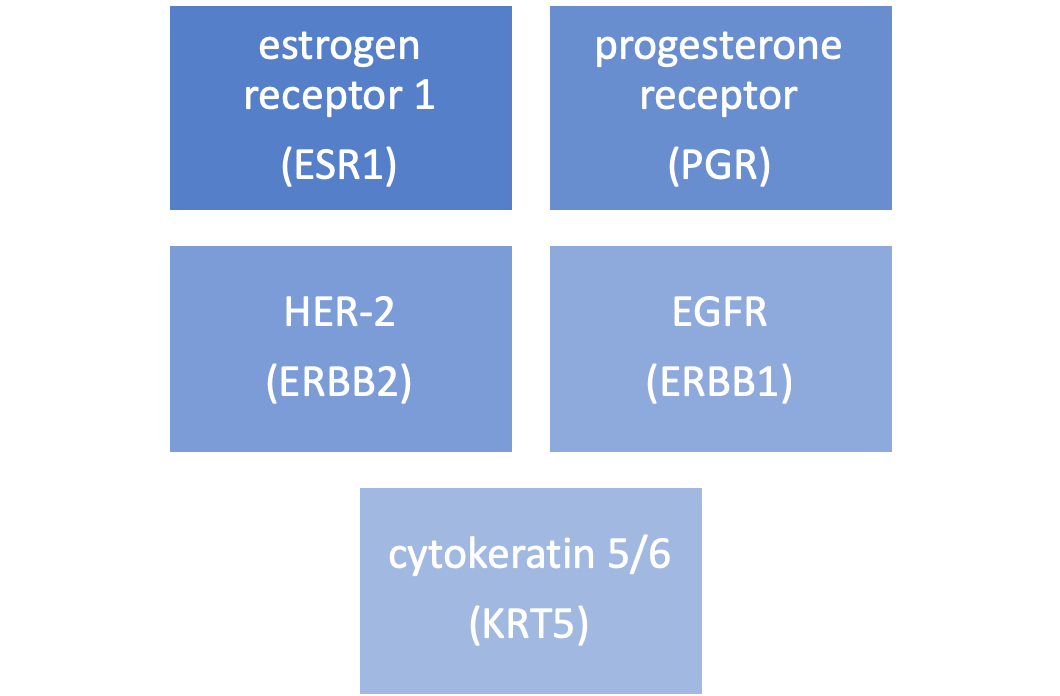 estrogen
receptor 1
(ESR1)
progesterone
receptor
(PGR)
HER-2
(ERBB2)
EGFR
(ERBB1)
cytokeratin 5/6
(KRT5)